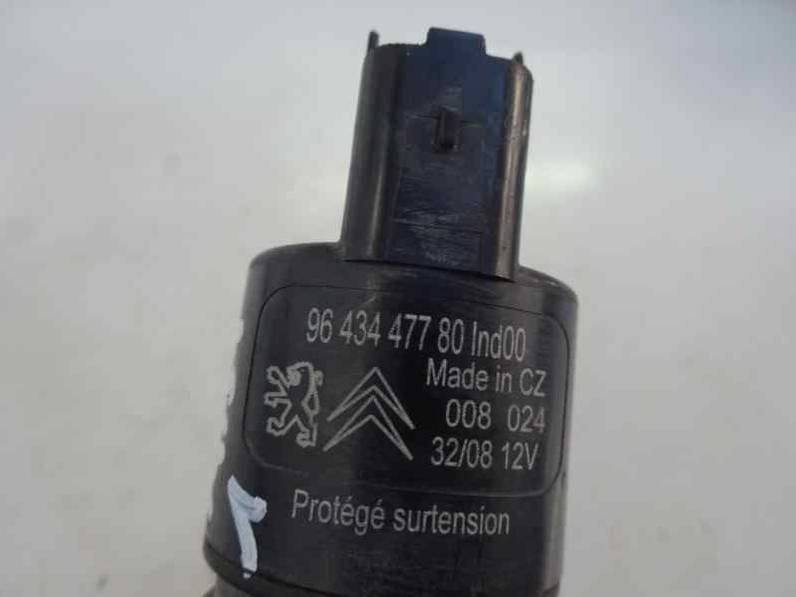 96 434 477 80 Ind00
Made in CZ
008 024
32/08 12V
Protégé surtension